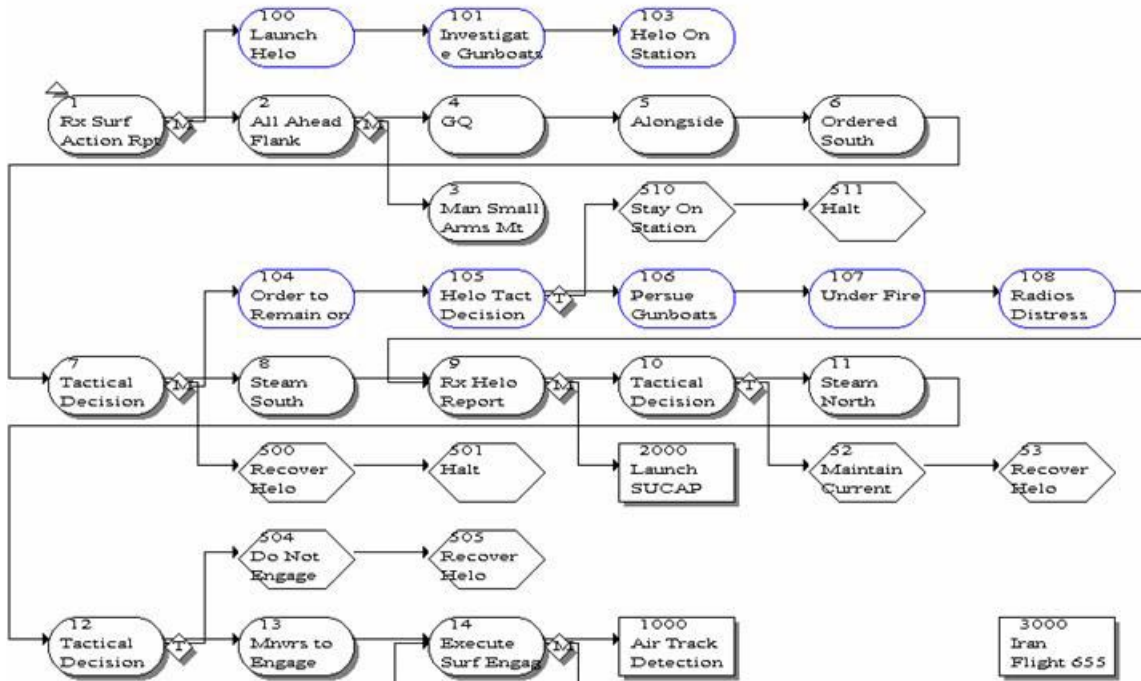 100
Launch
Helo
101
Investigat
e Gunboats
103
Helo On
Station
1
Rx Surf
Action Rpt
M
2
All Ahead
Flank
M
4
GQ
5
Alongside
6
Ordered
South
3
Man Small
Arms Mt
510
Stay On
Station
511
Halt
104
Order to
Remain on
105
Helo Tact
Decision
T
106
Persue
Gunboats
107
Under Fire
108
Radios
Distress
7
Tactical
Decision
M
8
Steam
South
9
Rx Helo
Report
M
10
Tactical
Decision
T
11
Steam
North
500
Recover
Helo
501
Halt
2000
Launch
SUCAP
52
Maintain
Current
53
Recover
Helo
504
Do Not
Engage
505
Recover
Helo
12
Tactical
Decision
T
13
Mnvrs to
Engage
14
Execute
Surf Engag
M
1000
Air Track
Detection
3000
Iran
Flight 655